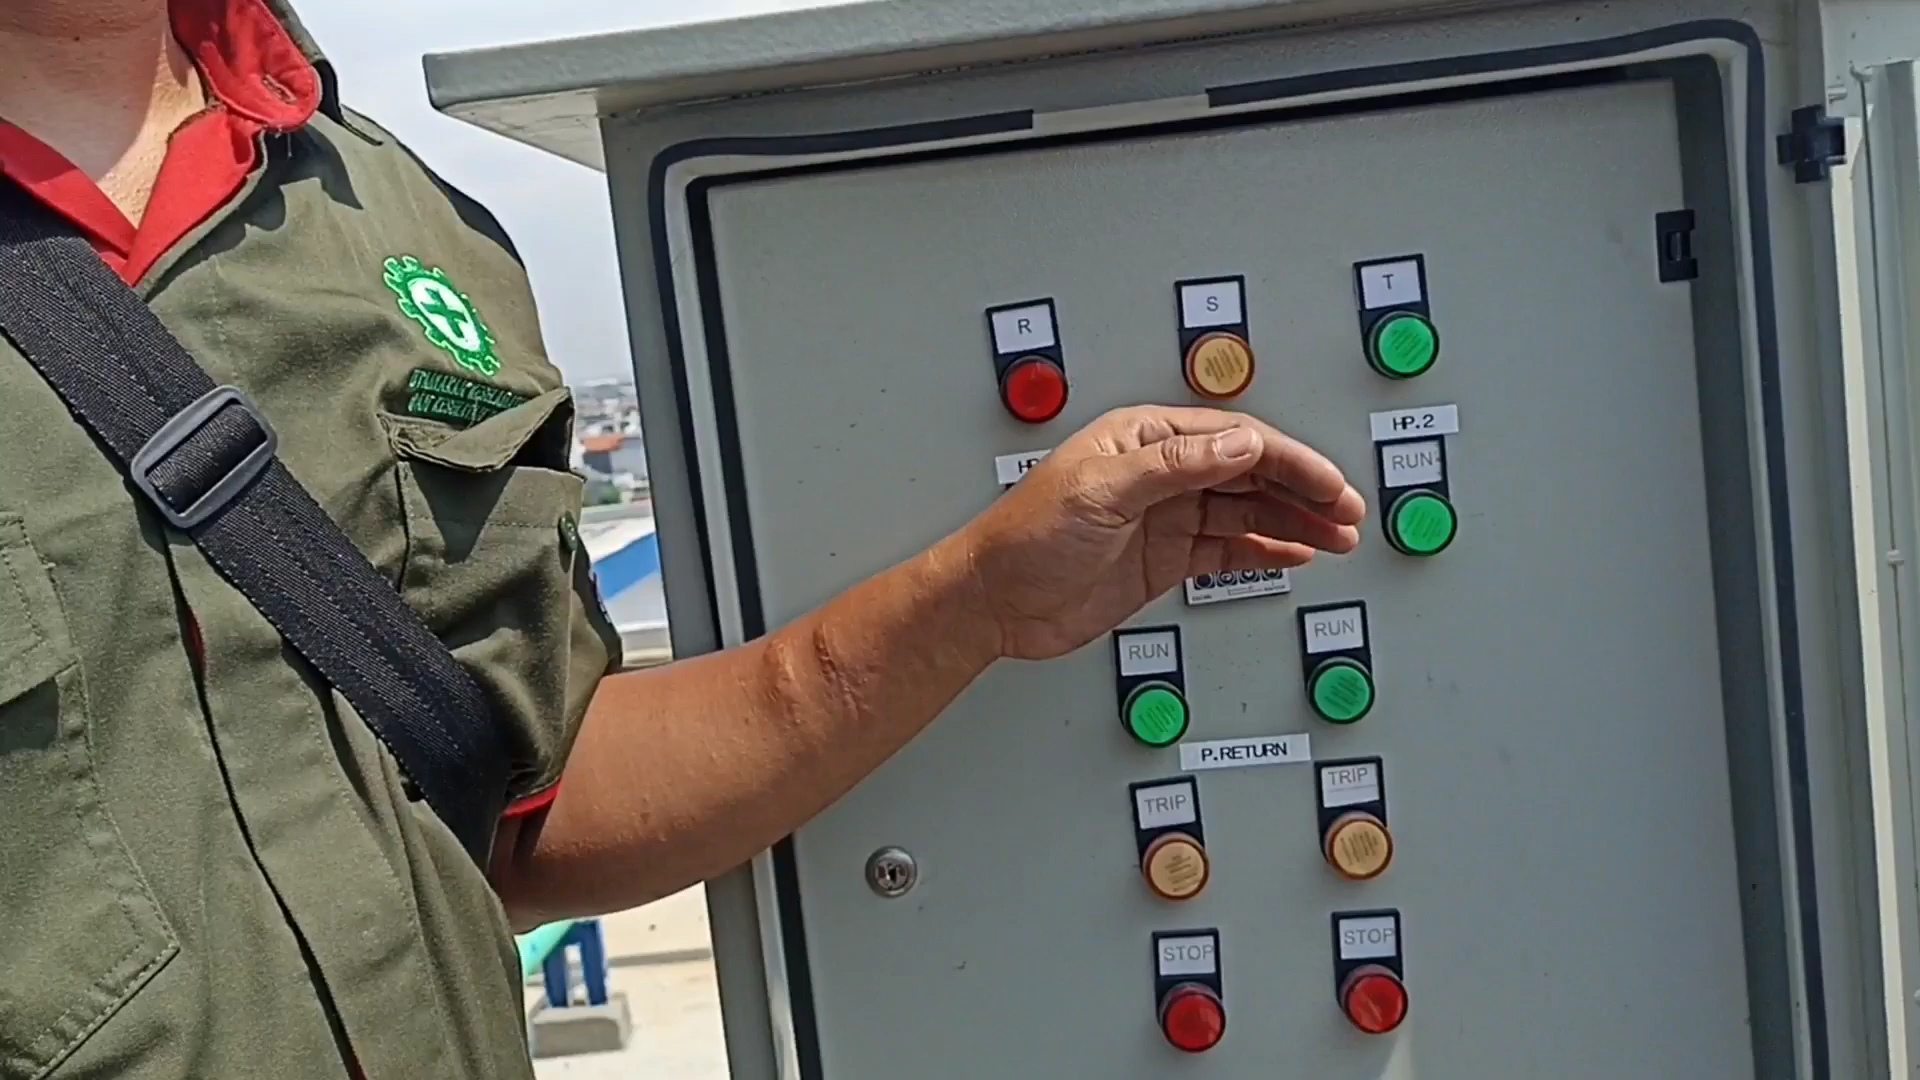 R
S
T
HP.2
RUN
RUN
RUN
P.RETURN
TRIP
TRIP
STOP
STOP